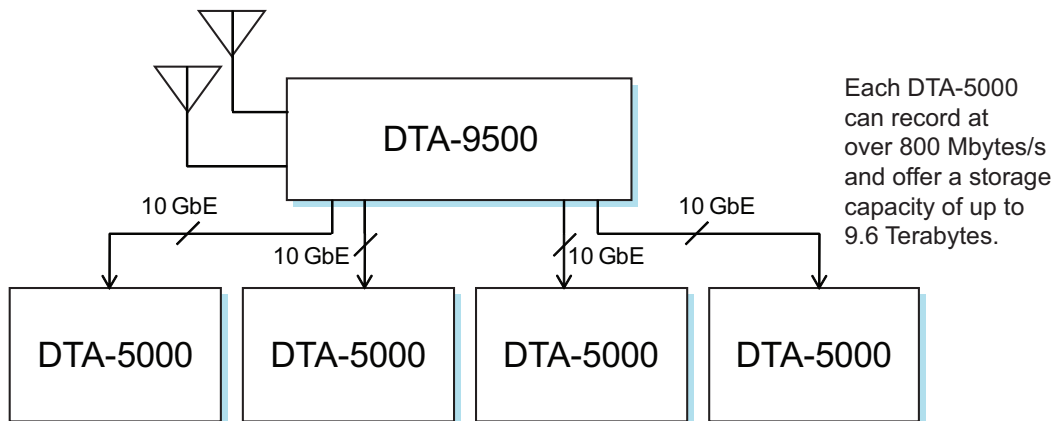 DTA-9500
Each DTA-5000
can record at
over 800 Mbytes/s
and offer a storage
capacity of up to
9.6 Terabytes.
10 GbE
10 GbE
10 GbE
10 GbE
DTA-5000
DTA-5000
DTA-5000
DTA-5000